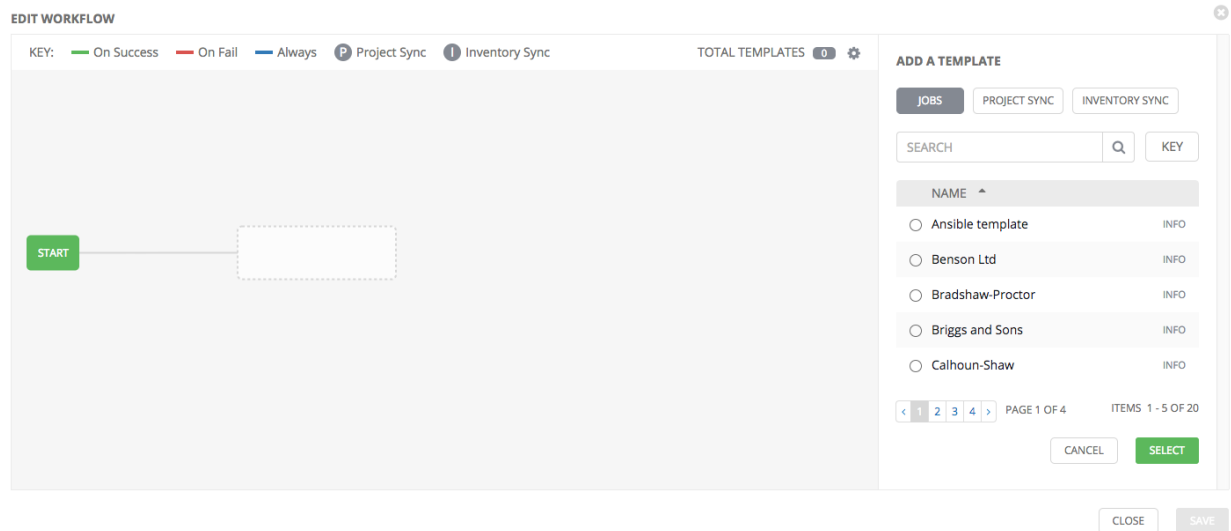 EDIT WORKFLOW
KEY: On Success On Fail Always P Project Sync I Inventory Sync TOTAL TEMPLATES 0
START
ADD A TEMPLATE
JOBS PROJECT SYNC INVENTORY SYNC
SEARCH KEY
NAME
Ansible template INFO
Benson Ltd INFO
Bradshaw-Proctor INFO
Briggs and Sons INFO
Calhoun-Shaw INFO
< 1 2 3 4 > PAGE 1 OF 4 ITEMS 1 - 5 OF 20
CANCEL SELECT
CLOSE SAVE